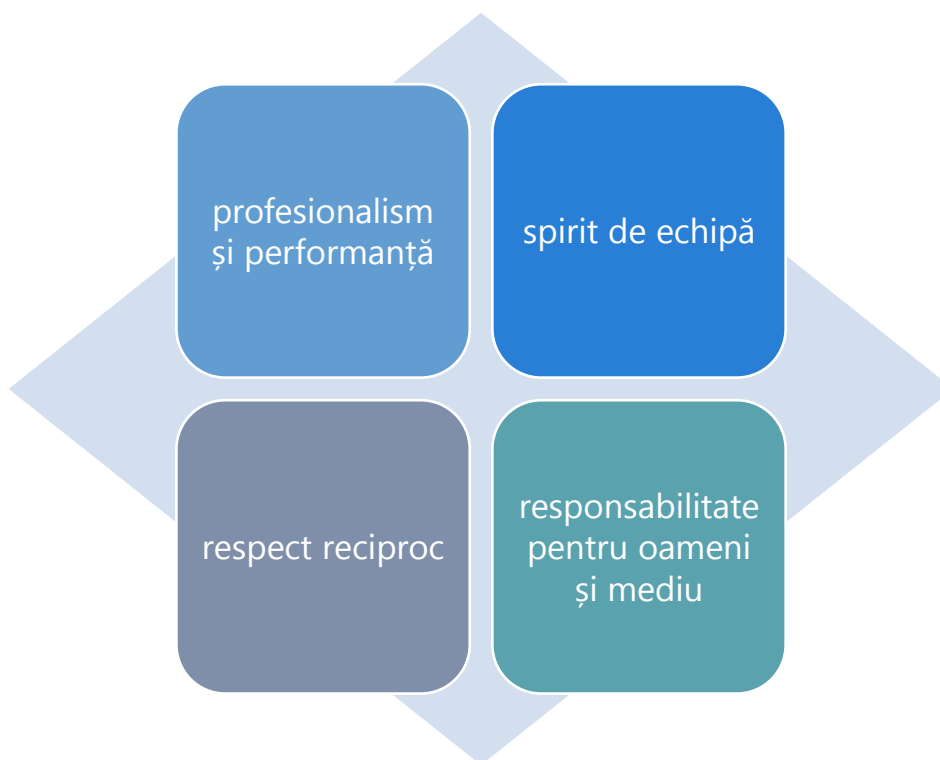 profesionalism
și performanță
spirit de echipă
respect reciproc
responsabilitate
pentru oameni
și mediu